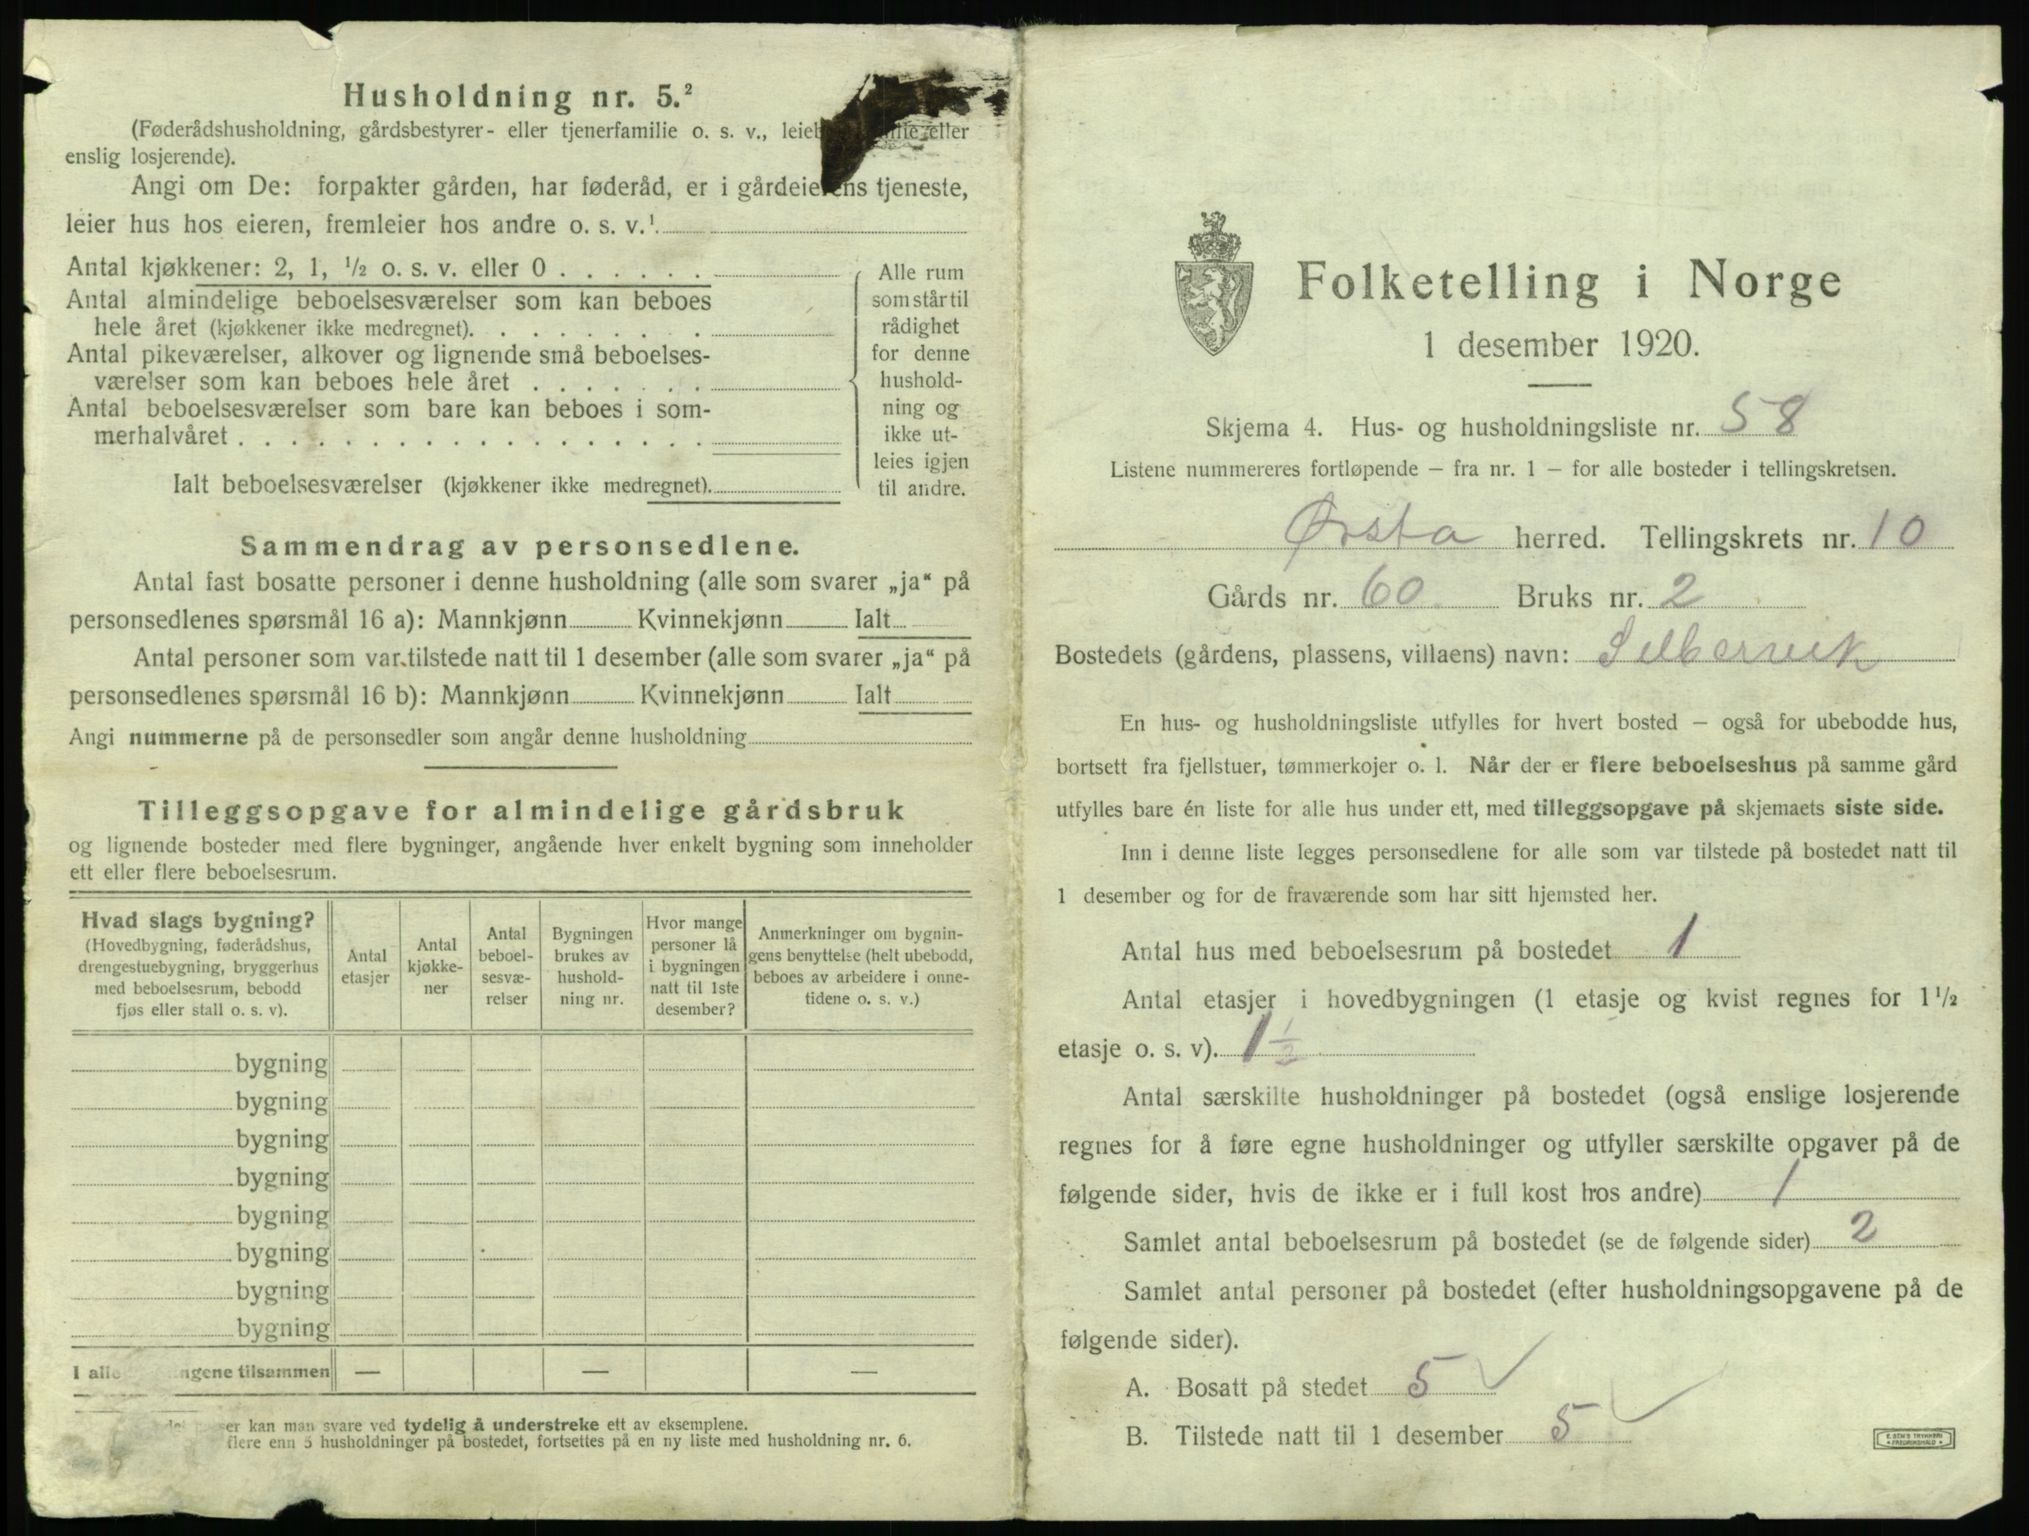 Husholdning nr. 5.²
(Føderådshusholdning, gårdsbestyrer- eller tjenerfamilie o. s. v., eller
enslig losjerende).
Angi om De: forpakter gården, har føderåd, er i gårdeierens tjeneste,
leier hus hos eieren, fremleier hos andre o. s. v.¹
Antal kjøkkener: 2, 1, ½ o. s. v. eller 0
Antal almindelige beboelsesværelser som kan beboes
hele året (kjøkkener ikke medregnet).
Antal pikeværelser, alkover og lignende små beboelses-
værelser som kan beboes hele året
Antal beboelsesværelser som bare kan beboes i som-
merhalvåret
Ialt beboelsesværelser (kjøkkener ikke medregnet).
Alle rum
som står til
rådighet
for denne
hushold-
ning og
ikke ut-
leies igjen
til andre.
Sammendrag av personsedlene.
Antal fast bosatte personer i denne husholdning (alle som svarer „ja“ på
personsedlenes spørsmål 16 a): Mannkjønn Kvinnekjønn Ialt
Antal personer som var tilstede natt til 1 desember (alle som svarer „ja“ på
personsedlenes spørsmål 16 b): Mannkjønn Kvinnekjønn Ialt
Angi nummerne på de personsedler som angår denne husholdning
Tilleggsopgave for almindelige gårdsbruk
og lignende bosteder med flere bygninger, angående hver enkelt bygning som inneholder
ett eller flere beboelsesrum.
Hvad slags bygning?
(Hovedbygning, føderådshus,
drengestuebygning, bryggerhus
med beboelsesrum, bebodd
fjøs eller stall o. s. v).
Antal
etasjer
Antal
kjøkke-
ner
Antal
beboel-
sesvæ-
relser
Bygningen
brukes av
hushold-
ning nr.
Hvor mange
personer lå
i bygningen
natt til 1ste
desember?
Anmerkninger om bygnin-
gens benyttelse (helt ubebodd,
beboes av arbeidere i onne-
tidene o. s. v.)
bygning
bygning
bygning
bygning
bygning
bygning
bygning
bygning
I alle ngene tilsammen — — —
er kan man svare ved tydelig å understreke ett av eksemplene.
flere enn 5 husholdninger på bostedet, fortsettes på en ny liste med husholdning nr. 6.
Folketelling i Norge
1 desember 1920.
Skjema 4. Hus- og husholdningsliste nr. 58
Listene nummereres fortløpende – fra nr. 1 – for alle bosteder i tellingskretsen.
Ørsta herred. Tellingskrets nr. 10
Gårds nr. 60 Bruks nr. 2
Bostedets (gårdens, plassens, villaens) navn:
En hus- og husholdningsliste utfylles for hvert bosted – også for ubebodde hus,
bortsett fra fjellstuer, tømmerkojer o. l. Når der er flere beboelseshus på samme gård
utfylles bare én liste for alle hus under ett, med tilleggsopgave på skjemaets siste side.
Inn i denne liste legges personsedlene for alle som var tilstede på bostedet natt til
1 desember og for de fraværende som har sitt hjemsted her.
Antal hus med beboelsesrum på bostedet 1
Antal etasjer i hovedbygningen (1 etasje og kvist regnes for 1½
etasje o. s. v). 1½
Antal særskilte husholdninger på bostedet (også enslige losjerende
regnes for å føre egne husholdninger og utfyller særskilte opgaver på de
følgende sider, hvis de ikke er i full kost hos andre) 1
Samlet antal beboelsesrum på bostedet (se de følgende sider) 2
Samlet antal personer på bostedet (efter husholdningsopgavene på de
følgende sider).
A. Bosatt på stedet 5 ✓
B. Tilstede natt til 1 desember 5 ✓